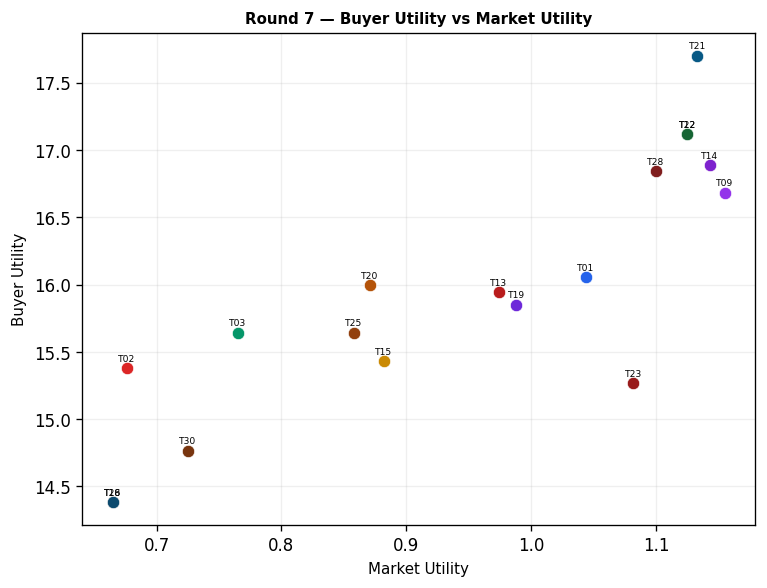 Round 7 — Buyer Utility vs Market Utility
T21
T14
T28
T09
T01
T20
T13
T19
T03
T25
T15
T02
T23
T30
17.5
17.0
16.5
16.0
15.5
15.0
14.5
Buyer Utility
0.7 0.8 0.9 1.0 1.1
Market Utility